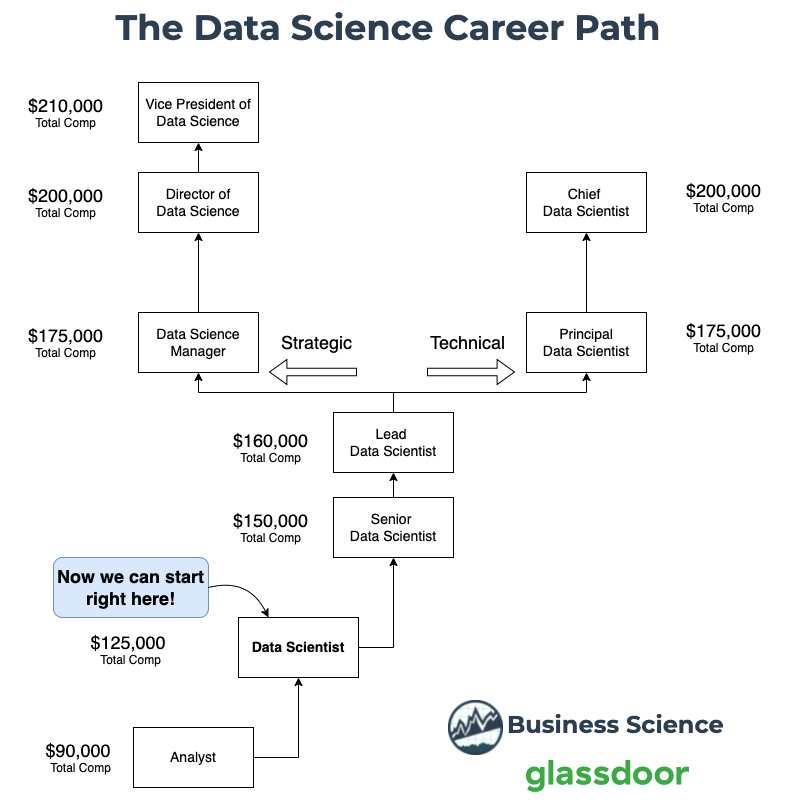 The Data Science Career Path
$210,000
Total Comp
Vice President of
Data Science
$200,000
Total Comp
Director of
Data Science
Chief
Data Scientist
$200,000
Total Comp
$175,000
Total Comp
Data Science
Manager
Strategic
Technical
Principal
Data Scientist
$175,000
Total Comp
$160,000
Total Comp
Lead
Data Scientist
$150,000
Total Comp
Senior
Data Scientist
Now we can start
right here!
$125,000
Total Comp
Data Scientist
$90,000
Total Comp
Analyst
Business Science
glassdoor